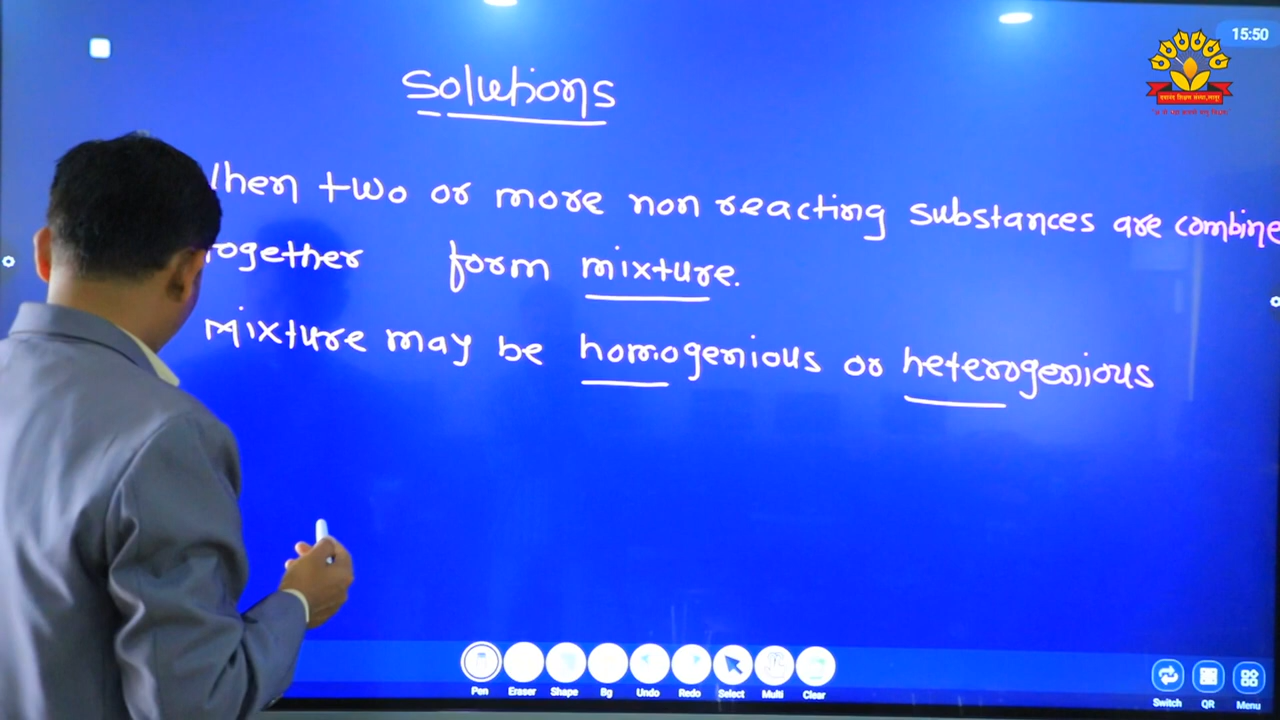 15:50
Solutions
hen two or more non reacting substances are combine
together form mixture.
Mixture may be homogenious or heterogenious
Pen Eraser Shape Bg Undo Redo Select Multi Clear
Switch QR Menu